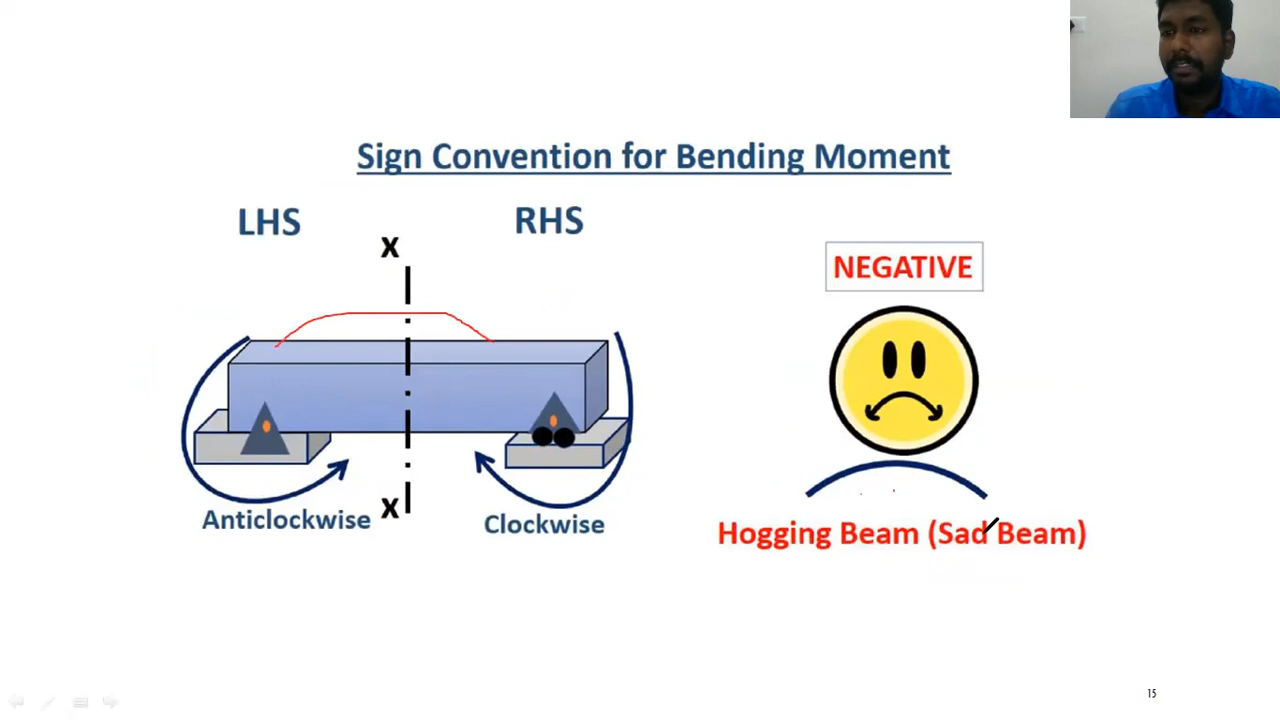 Sign Convention for Bending Moment
LHS
RHS
X
NEGATIVE
X
Anticlockwise
Clockwise
Hogging Beam (Sad Beam)
15